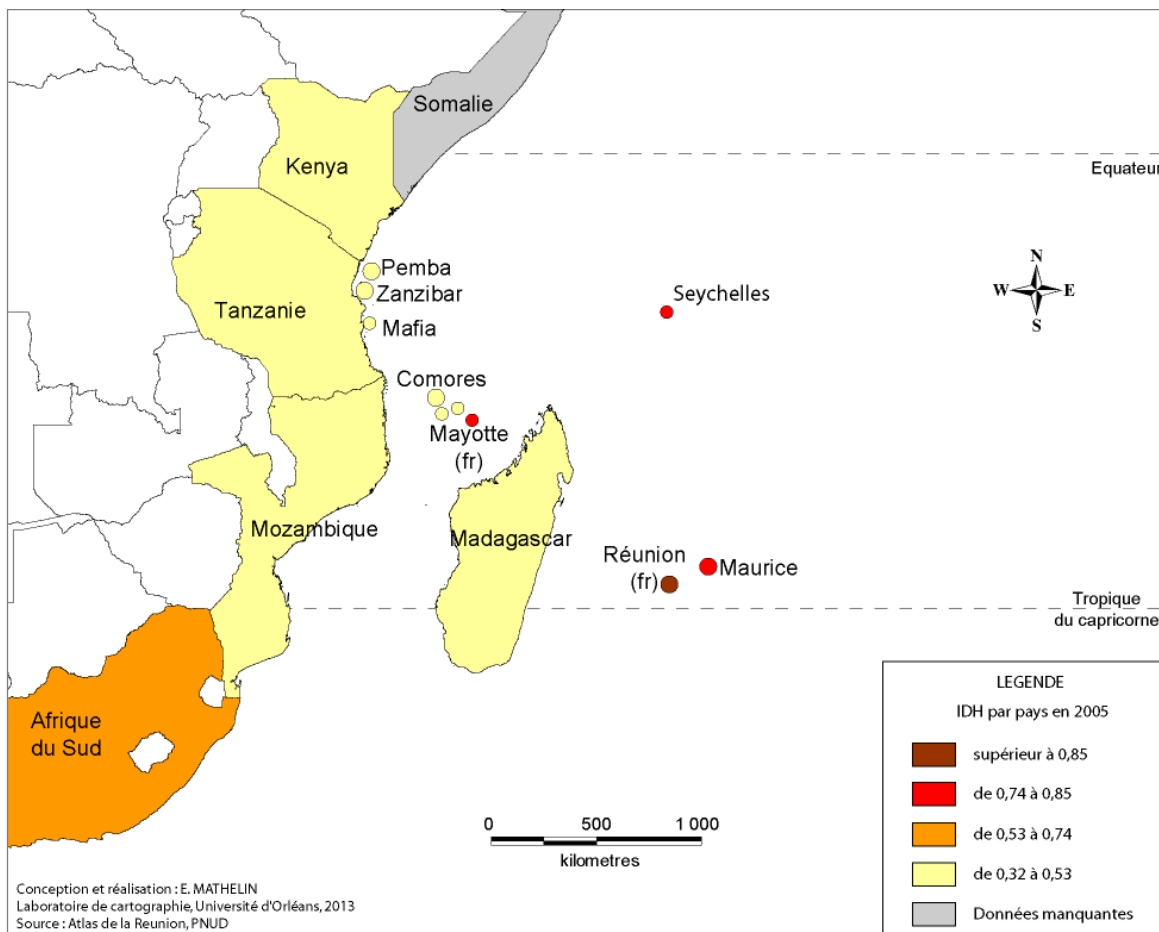 Somalie
Kenya
Equateur
Pemba
Zanzibar
Tanzanie
Mafia
Seychelles
N
W E
S
Comores
Mayotte
(fr)
Mozambique
Madagascar
Réunion
(fr)
Maurice
Tropique
du capricorne
Afrique
du Sud
LEGENDE
IDH par pays en 2005
supérieur à 0,85
de 0,74 à 0,85
de 0,53 à 0,74
de 0,32 à 0,53
Données manquantes
0 500 1 000
kilometres
Conception et réalisation : E. MATHELIN
Laboratoire de cartographie, Université d'Orléans, 2013
Source : Atlas de la Reunion, PNUD